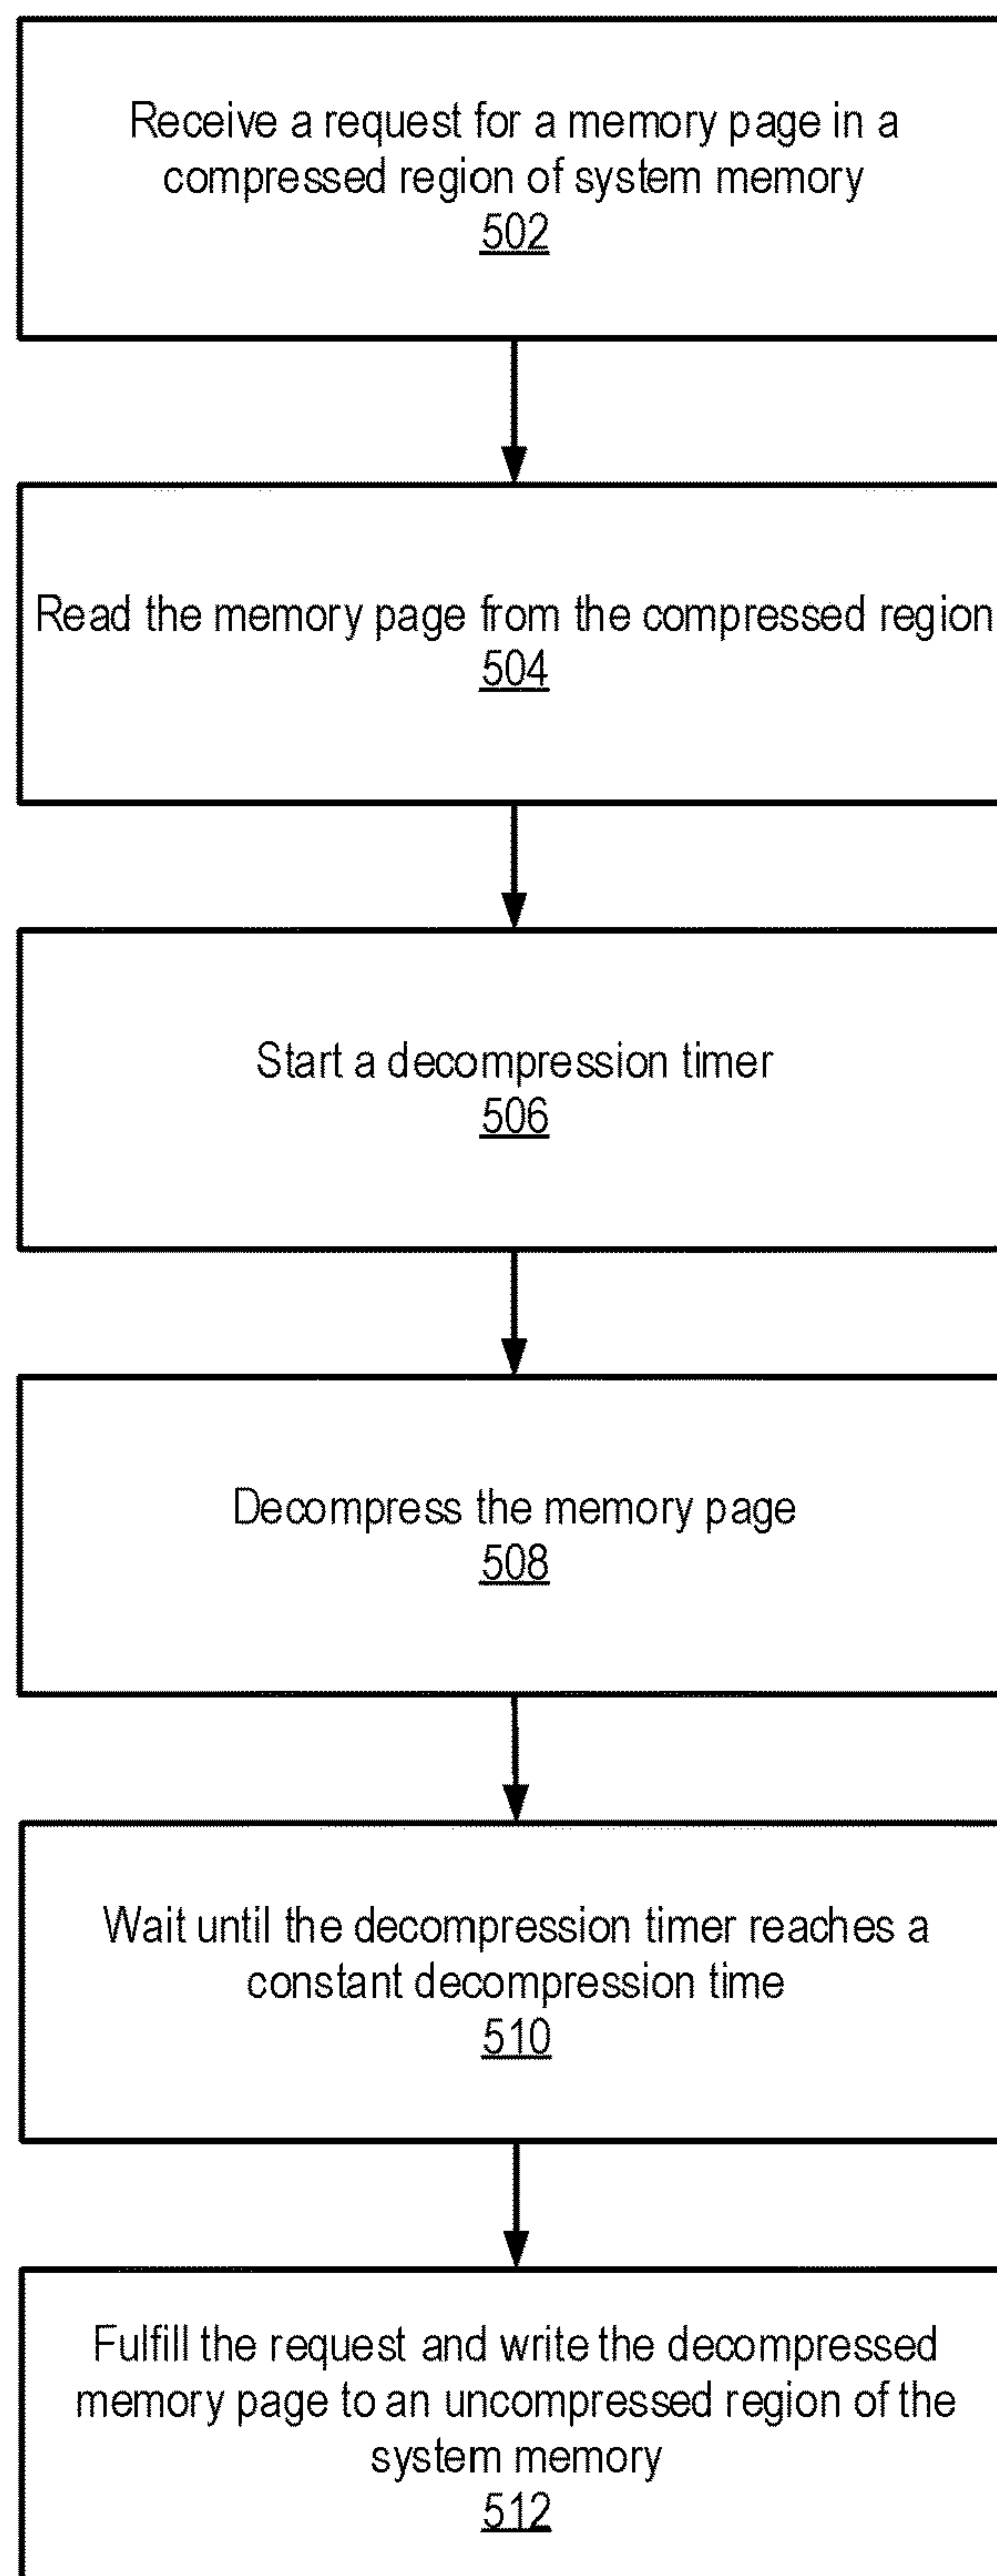 Receive a request for a memory page in a
compressed region of system memory
502
Read the memory page from the compressed region
504
Start a decompression timer
506
Decompress the memory page
508
Wait until the decompression timer reaches a
constant decompression time
510
Fulfill the request and write the decompressed
memory page to an uncompressed region of the
system memory
512